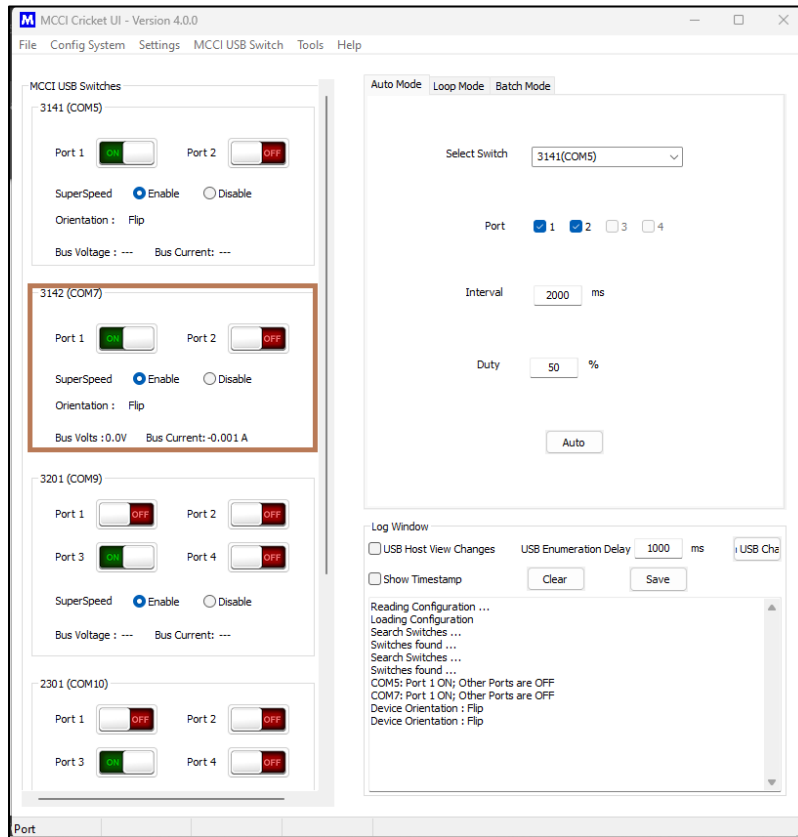 M MCCI Cricket UI - Version 4.0.0
File Config System Settings MCCI USB Switch Tools Help
MCCI USB Switches
3141 (COM5)
Port 1 ON Port 2 OFF
SuperSpeed Enable Disable
Orientation : Flip
Bus Voltage : --- Bus Current: ---
3142 (COM7)
Port 1 ON Port 2 OFF
SuperSpeed Enable Disable
Orientation : Flip
Bus Volts :0.0V Bus Current:-0.001 A
3201 (COM9)
Port 1 OFF Port 2 OFF
Port 3 ON Port 4 OFF
SuperSpeed Enable Disable
Bus Voltage : --- Bus Current: ---
2301 (COM10)
Port 1 OFF Port 2 OFF
Port 3 ON Port 4 OFF
Auto Mode Loop Mode Batch Mode
Select Switch 3141(COM5)
Port 1 2 3 4
Interval 2000 ms
Duty 50 %
Auto
Log Window
USB Host View Changes USB Enumeration Delay 1000 ms USB Cha
Show Timestamp Clear Save
Reading Configuration ...
Loading Configuration
Search Switches ...
Switches found ...
Search Switches ...
Switches found ...
COM5: Port 1 ON; Other Ports are OFF
COM7: Port 1 ON; Other Ports are OFF
Device Orientation : Flip
Device Orientation : Flip
Port